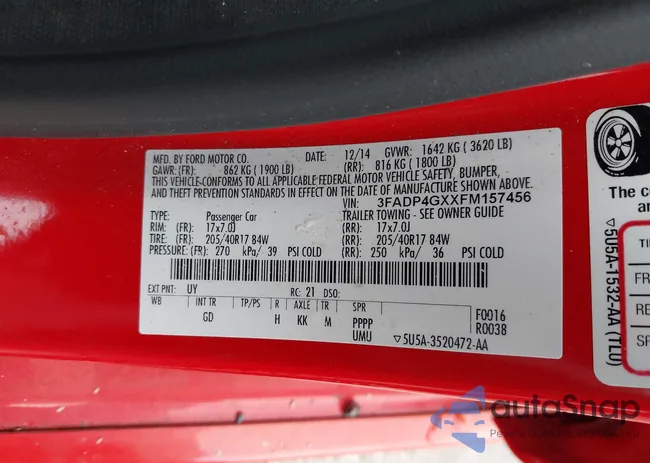 MFD. BY FORD MOTOR CO. DATE: 12/14 GVWR: 1642 KG ( 3620 LB)
GAWR: (FR): 862 KG ( 1900 LB) (RR): 816 KG ( 1800 LB)
THIS VEHICLE CONFORMS TO ALL APPLICABLE FEDERAL MOTOR VEHICLE SAFETY, BUMPER,
AND THEFT PREVENTION STANDARDS IN EFFECT ON THE DATE OF MANUFACTURE SHOWN ABOVE.
VIN: 3FADP4GXXFM157456
TYPE: Passenger Car TRAILER TOWING - SEE OWNER GUIDE
RIM: (FR): 17x7.0J (RR): 17x7.0J
TIRE: (FR): 205/40R17 84W (RR): 205/40R17 84W
PRESSURE: (FR): 270 kPa/ 39 PSI COLD (RR): 250 kPa/ 36 PSI COLD
EXT PNT: UY RC: 21 DSO:
WB INT TR TP/PS R AXLE TR SPR
GD H KK M PPPP F0016
UMU R0038
▽5U5A-3520472-AA
The co
an
▽5U5A-1532-AA (TLU)
TI
FR
RE
SP
autoSnap